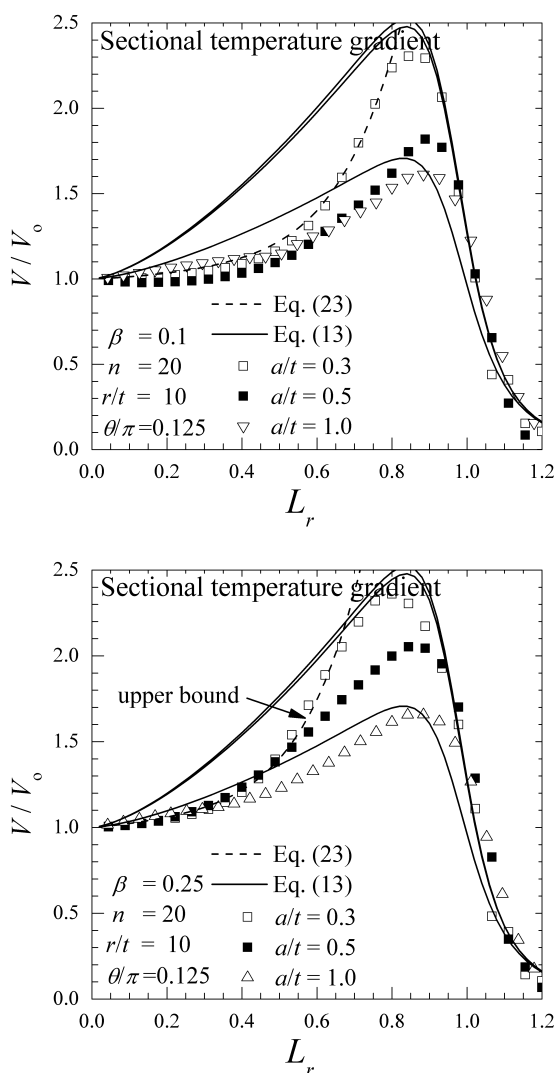 Sectional temperature gradient
2.5
2.0
1.5
1.0
0.5
0.0
V / Vo
Eq. (23)
β = 0.1 Eq. (13)
n = 20 a/t = 0.3
r/t = 10 a/t = 0.5
θ/π=0.125 a/t = 1.0
0.0 0.2 0.4 0.6 0.8 1.0 1.2
Lr
Sectional temperature gradient
2.5
2.0
upper bound
1.5
1.0
0.5
0.0
V / Vo
Eq. (23)
β = 0.25 Eq. (13)
n = 20 a/t = 0.3
r/t = 10 a/t = 0.5
θ/π=0.125 a/t = 1.0
0.0 0.2 0.4 0.6 0.8 1.0 1.2
Lr